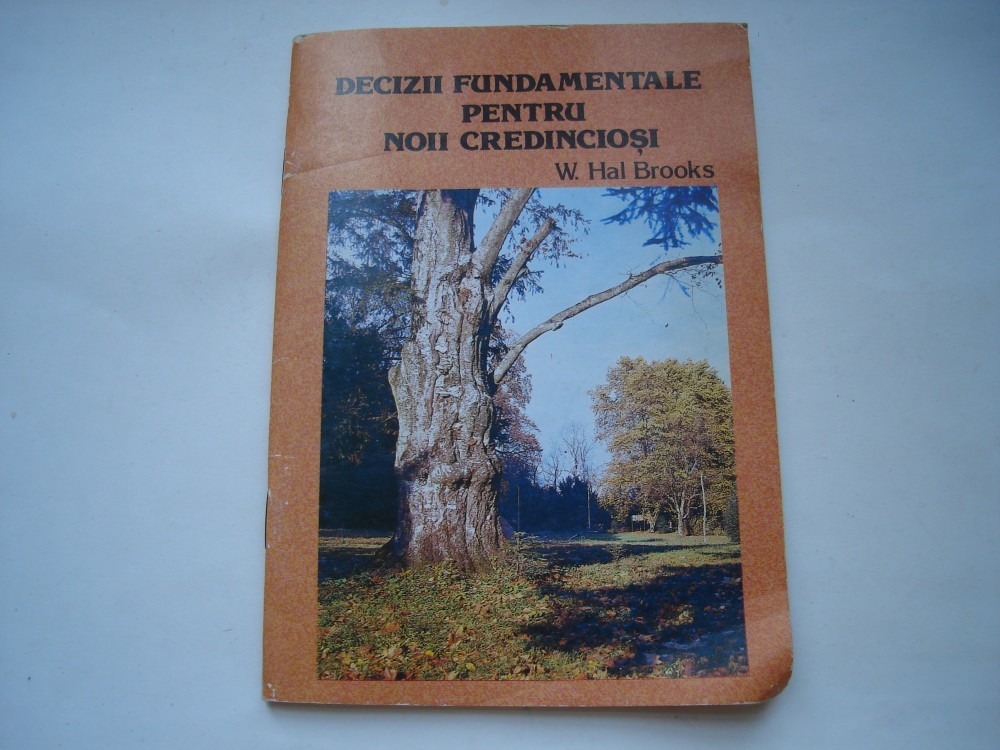 DECIZII FUNDAMENTALE
PENTRU
NOII CREDINCIOȘI
W. Hal Brooks